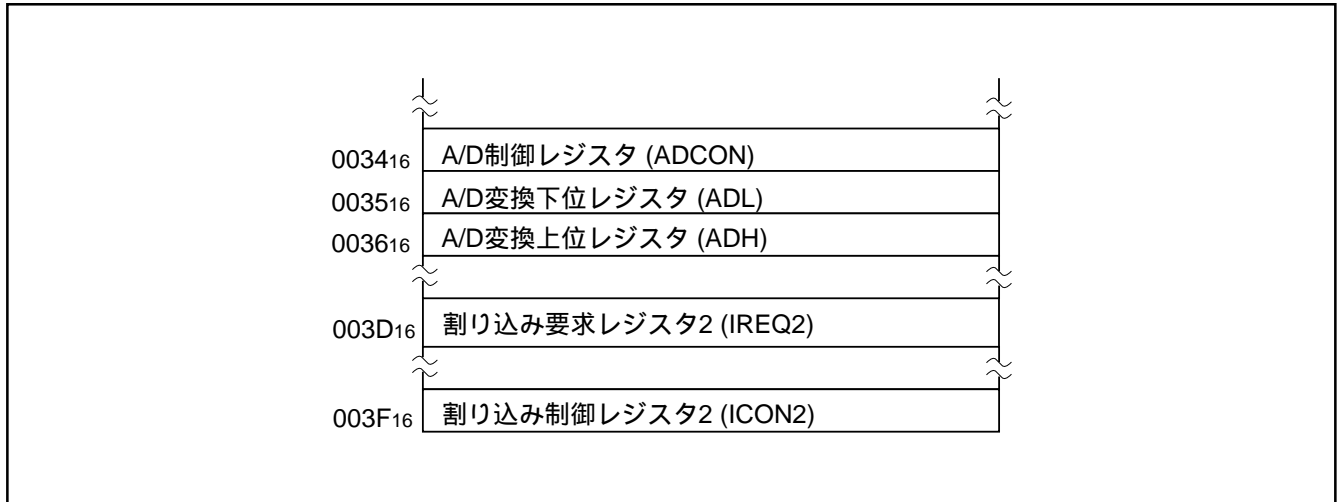 003416 A/D制御レジスタ (ADCON)
003516 A/D変換下位レジスタ (ADL)
003616 A/D変換上位レジスタ (ADH)
003D16 割り込み要求レジスタ2 (IREQ2)
003F16 割り込み制御レジスタ2 (ICON2)